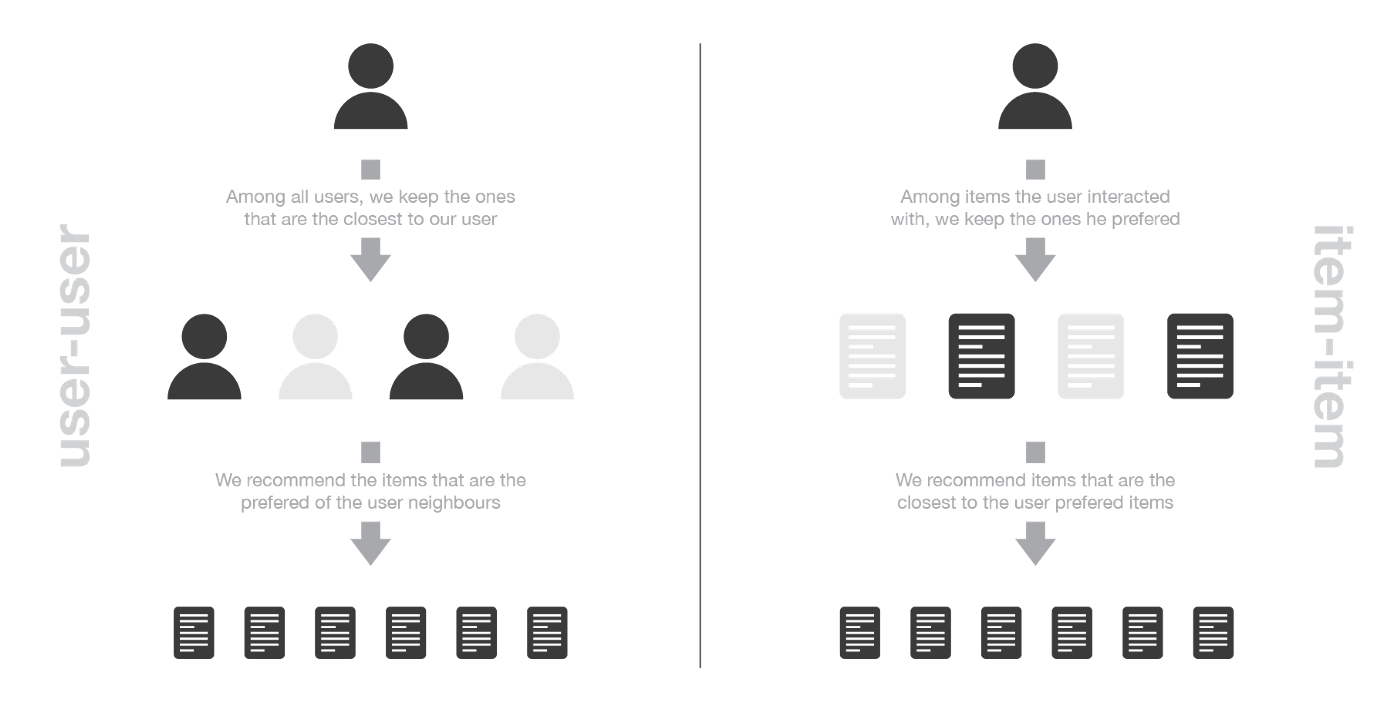 user-user
Among all users, we keep the ones
that are the closest to our user
We recommend the items that are the
prefered of the user neighbours
Among items the user interacted
with, we keep the ones he prefered
We recommend items that are the
closest to the user prefered items
item-item